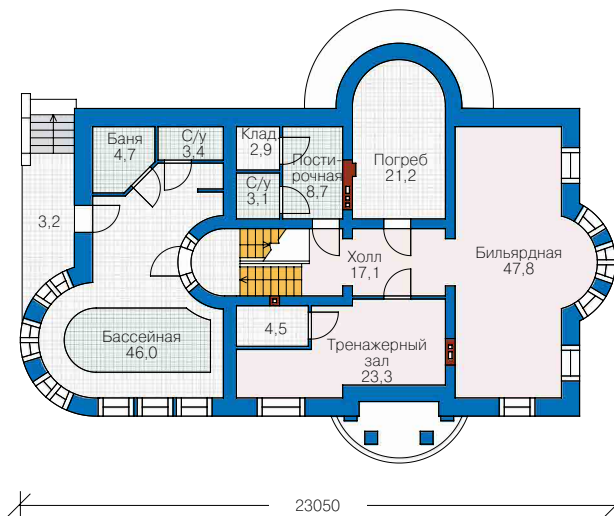 Баня
4,7
С/у
3,4
Клад.
2,9
Пости-
рочная
8,7
Погреб
21,2
С/у
3,1
3,2
Холл
17,1
Бильярдная
47,8
Бассейная
46,0
4,5
Тренажерный
зал
23,3
23050